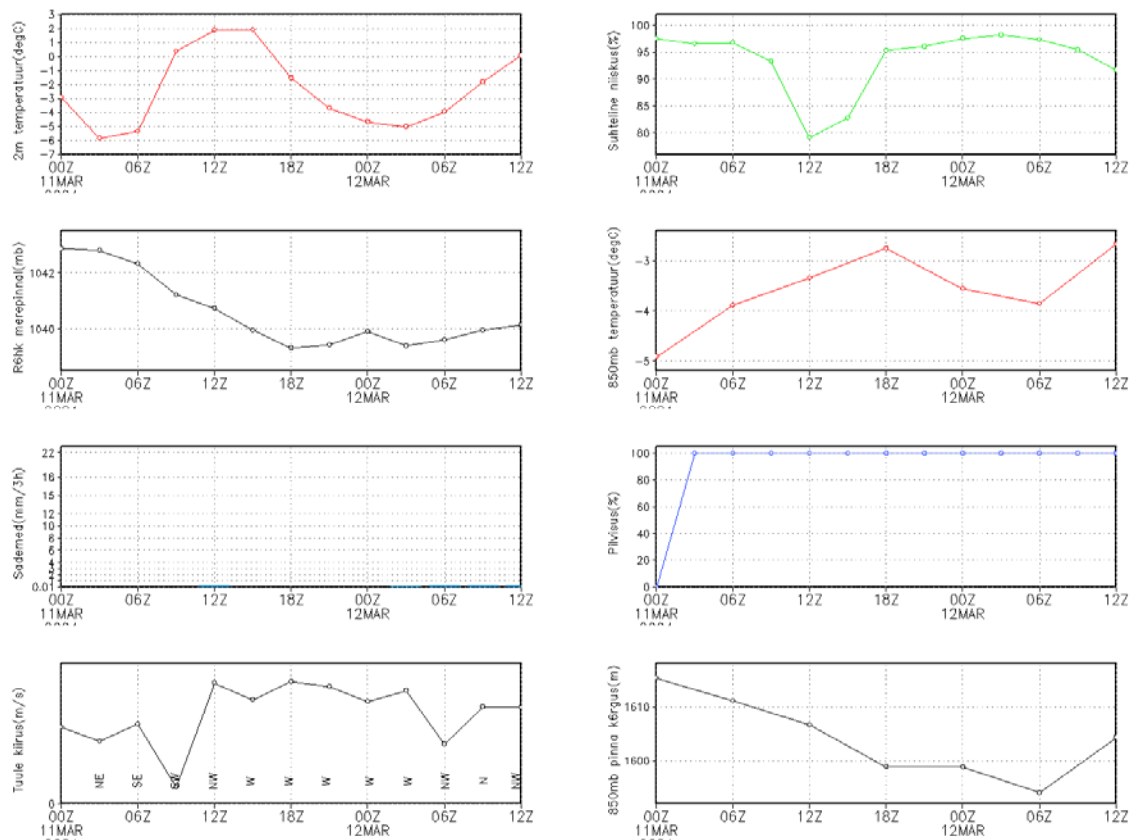 2m temperatuur(degC)
3
2
1
0
−1
−2
−3
−4
−5
−6
−7
00Z 06Z 12Z 18Z 00Z 06Z 12Z
11MAR 12MAR
Suhteline niiskus(%)
100
95
90
85
80
00Z 06Z 12Z 18Z 00Z 06Z 12Z
11MAR 12MAR
R6hk merepinnal(mb)
1042
1040
00Z 06Z 12Z 18Z 00Z 06Z 12Z
11MAR 12MAR
850mb temperatuur(degC)
−3
−4
−5
00Z 06Z 12Z 18Z 00Z 06Z 12Z
11MAR 12MAR
Sademed(mm/3h)
22
18
15
12
10
8
6
4
3
2
1
0.01
00Z 06Z 12Z 18Z 00Z 06Z 12Z
11MAR 12MAR
Pilvisus(%)
100
80
60
40
20
0
00Z 06Z 12Z 18Z 00Z 06Z 12Z
11MAR 12MAR
Tuule kiirus(m/s)
NE SE NW W W W W W NW N NW
0
00Z 06Z 12Z 18Z 00Z 06Z 12Z
11MAR 12MAR
850mb pinna k6rgus(m)
1610
1600
00Z 06Z 12Z 18Z 00Z 06Z 12Z
11MAR 12MAR